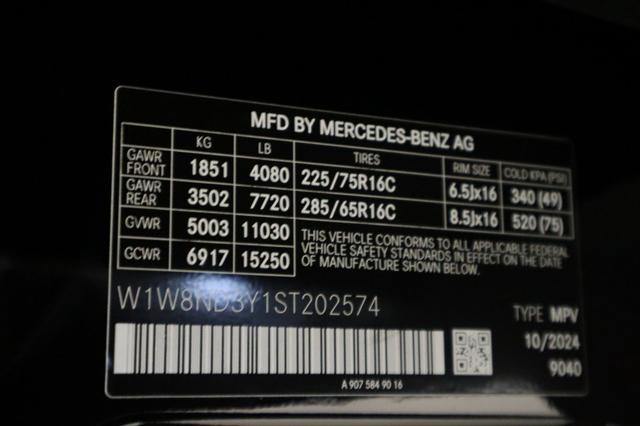 MFD BY MERCEDES-BENZ AG
KG LB TIRES RIM SIZE COLD KPA (PSI)
GAWR FRONT 1851 4080 225/75R16C 6.5Jx16 340 (49)
GAWR REAR 3502 7720 285/65R16C 8.5Jx16 520 (75)
GVWR 5003 11030
GCWR 6917 15250
THIS VEHICLE CONFORMS TO ALL APPLICABLE FEDERAL
VEHICLE SAFETY STANDARDS IN EFFECT ON THE DATE
OF MANUFACTURE SHOWN BELOW.
W1W8ND3Y1ST202574
TYPE MPV
10/2024
9040
A 907 584 90 16